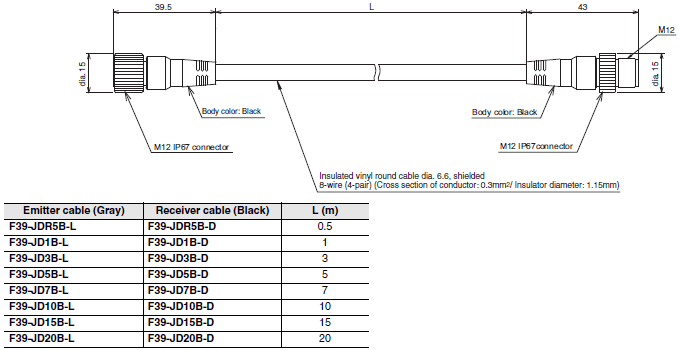 39.5 L 43
M12
dia. 15 dia. 15
Body color: Black Body color: Black
M12 IP67 connector M12 IP67connector
Insulated vinyl round cable dia. 6.6, shielded
8-wire (4-pair) (Cross section of conductor: 0.3mm²/ Insulator diameter: 1.15mm)
Emitter cable (Gray) Receiver cable (Black) L (m)
F39-JDR5B-L F39-JDR5B-D 0.5
F39-JD1B-L F39-JD1B-D 1
F39-JD3B-L F39-JD3B-D 3
F39-JD5B-L F39-JD5B-D 5
F39-JD7B-L F39-JD7B-D 7
F39-JD10B-L F39-JD10B-D 10
F39-JD15B-L F39-JD15B-D 15
F39-JD20B-L F39-JD20B-D 20